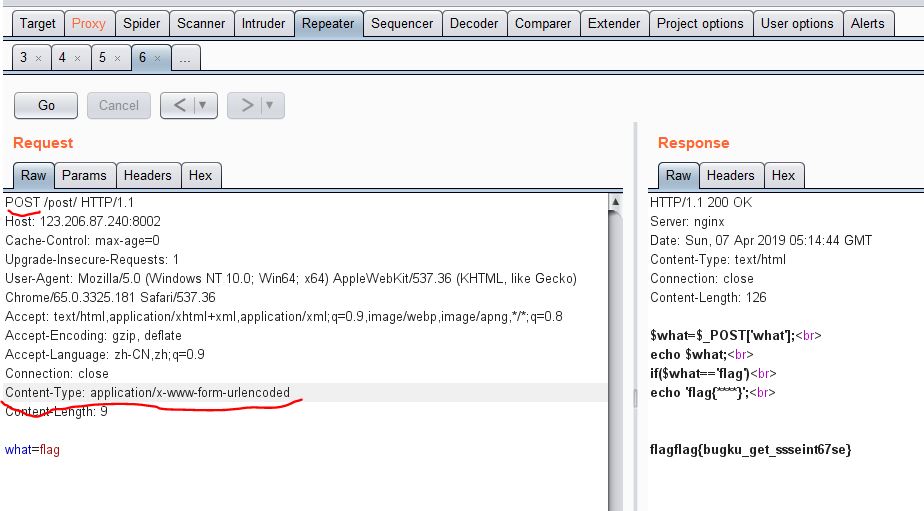 Target Proxy Spider Scanner Intruder Repeater Sequencer Decoder Comparer Extender Project options User options Alerts
3 × 4 × 5 × 6 × ...
Go Cancel < ▼ > ▼
Request
Raw Params Headers Hex
POST /post/ HTTP/1.1
Host: 123.206.87.240:8002
Cache-Control: max-age=0
Upgrade-Insecure-Requests: 1
User-Agent: Mozilla/5.0 (Windows NT 10.0; Win64; x64) AppleWebKit/537.36 (KHTML, like Gecko)
Chrome/65.0.3325.181 Safari/537.36
Accept: text/html,application/xhtml+xml,application/xml;q=0.9,image/webp,image/apng,*/*;q=0.8
Accept-Encoding: gzip, deflate
Accept-Language: zh-CN,zh;q=0.9
Connection: close
Content-Type: application/x-www-form-urlencoded
Content-Length: 9
what=flag
Response
Raw Headers Hex
HTTP/1.1 200 OK
Server: nginx
Date: Sun, 07 Apr 2019 05:14:44 GMT
Content-Type: text/html
Connection: close
Content-Length: 126
$what=$_POST['what'];<br>
echo $what;<br>
if($what=='flag')<br>
echo 'flag{****}';<br>
flagflag{bugku_get_ssseint67se}